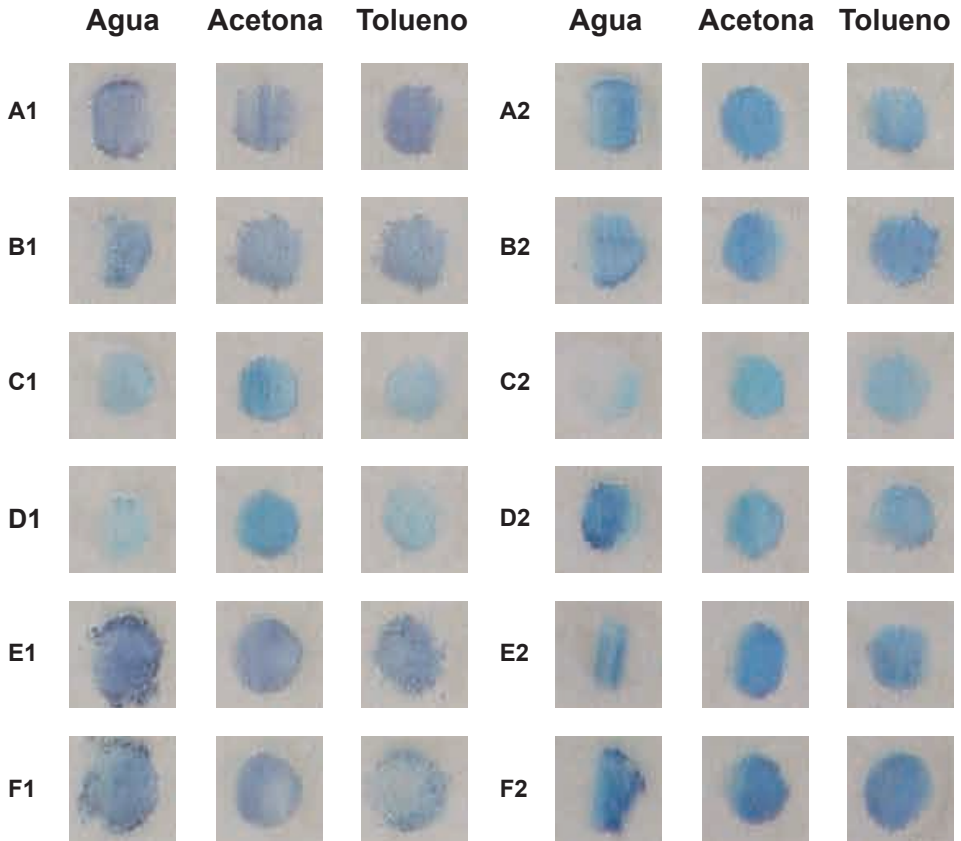 Agua Acetona Tolueno Agua Acetona Tolueno
A1 A2
B1 B2
C1 C2
D1 D2
E1 E2
F1 F2